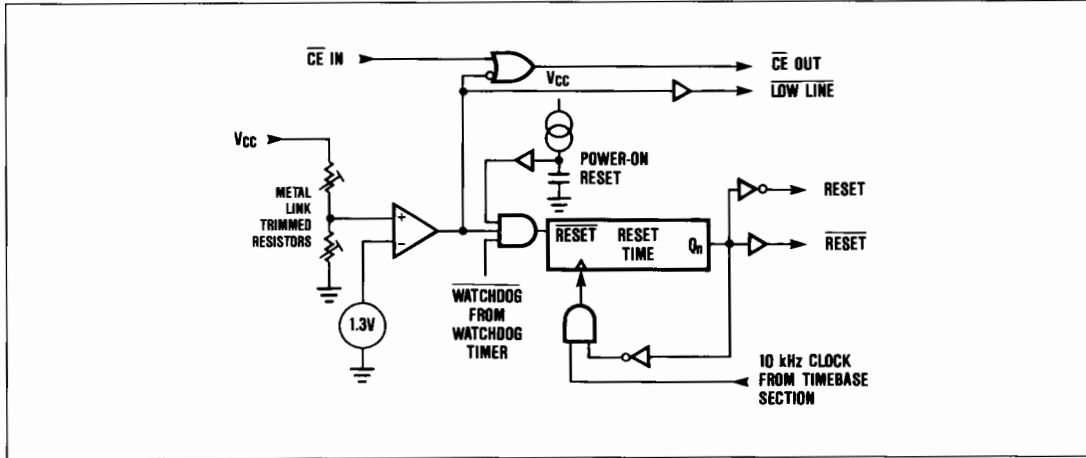 CE IN
CE OUT
VCC
LOW LINE
VCC
POWER-ON
RESET
METAL
LINK
TRIMMED
RESISTORS
+
−
1.3V
RESET RESET
TIME
Qn
RESET
RESET
WATCHDOG
FROM
WATCHDOG
TIMER
10 kHz CLOCK
FROM TIMEBASE
SECTION